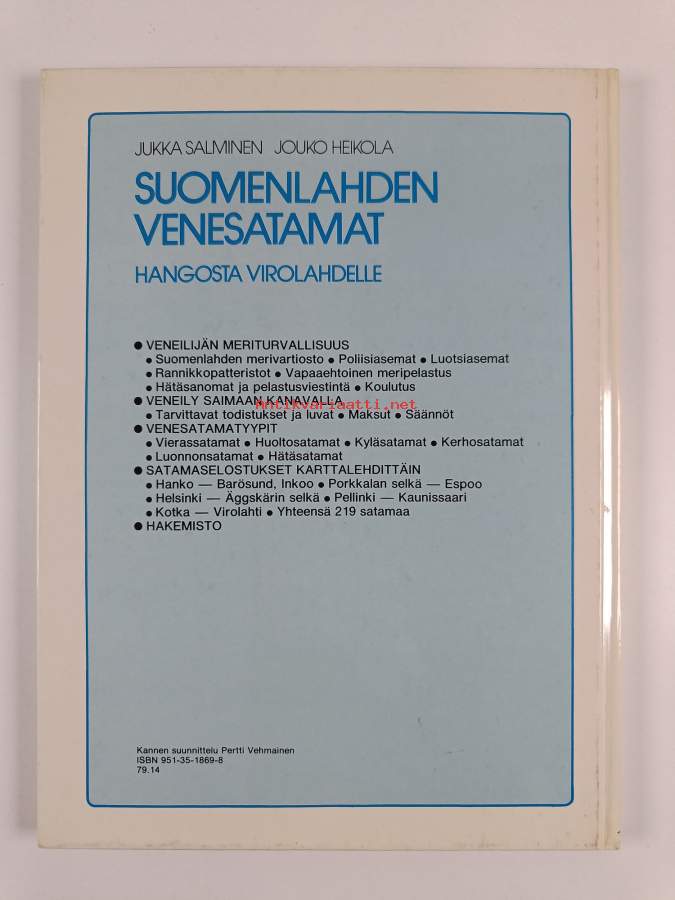 JUKKA SALMINEN JOUKO HEIKOLA
SUOMENLAHDEN
VENESATAMAT
HANGOSTA VIROLAHDELLE
● VENEILIJÄN MERITURVALLISUUS
● Suomenlahden merivartiosto ● Poliisiasemat ● Luotsiasemat
● Rannikkopatteristot ● Vapaaehtoinen meripelastus
● Hätäsanomat ja pelastusviestintä ● Koulutus
● VENEILY SAIMAAN KANAVALLA
Antikvariaatti.net
● Tarvittavat todistukset ja luvat ● Maksut ● Säännöt
● VENESATAMATYYPIT
● Vierassatamat ● Huoltosatamat ● Kyläsatamat ● Kerhosatamat
● Luonnonsatamat ● Hätäsatamat
● SATAMASELOSTUKSET KARTTALEHDITTÄIN
● Hanko — Barösund, Inkoo ● Porkkalan selkä — Espoo
● Helsinki — Äggskärin selkä ● Pellinki — Kaunissaari
● Kotka — Virolahti ● Yhteensä 219 satamaa
● HAKEMISTO
Kannen suunnittelu Pertti Vehmainen
ISBN 951-35-1869-8
79.14